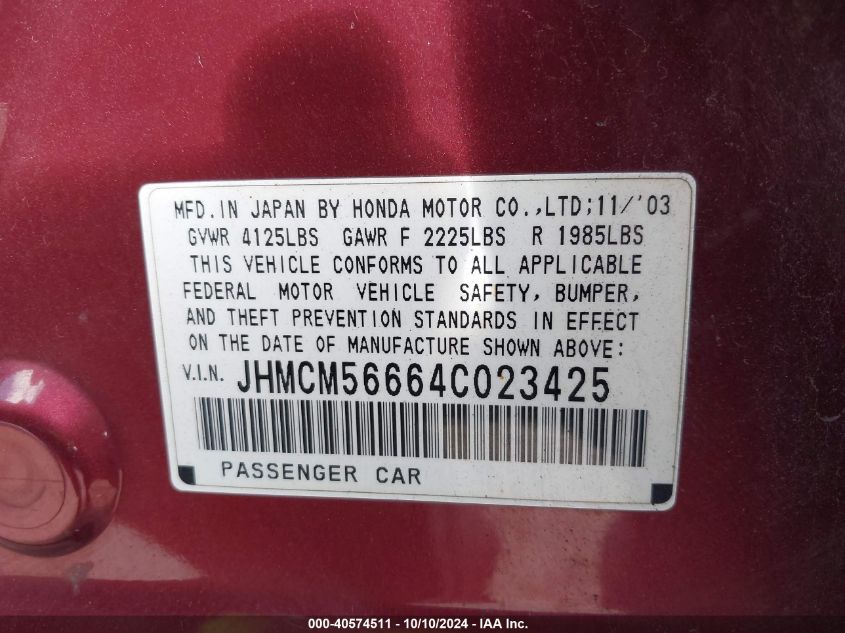 MFD.IN JAPAN BY HONDA MOTOR CO.,LTD;11/'03
GVWR 4125LBS GAWR F 2225LBS R 1985LBS
THIS VEHICLE CONFORMS TO ALL APPLICABLE
FEDERAL MOTOR VEHICLE SAFETY, BUMPER,
AND THEFT PREVENTION STANDARDS IN EFFECT
ON THE DATE OF MANUFACTURE SHOWN ABOVE:
V.I.N. JHMCM56664C023425
PASSENGER CAR
000-40574511 - 10/10/2024 - IAA Inc.